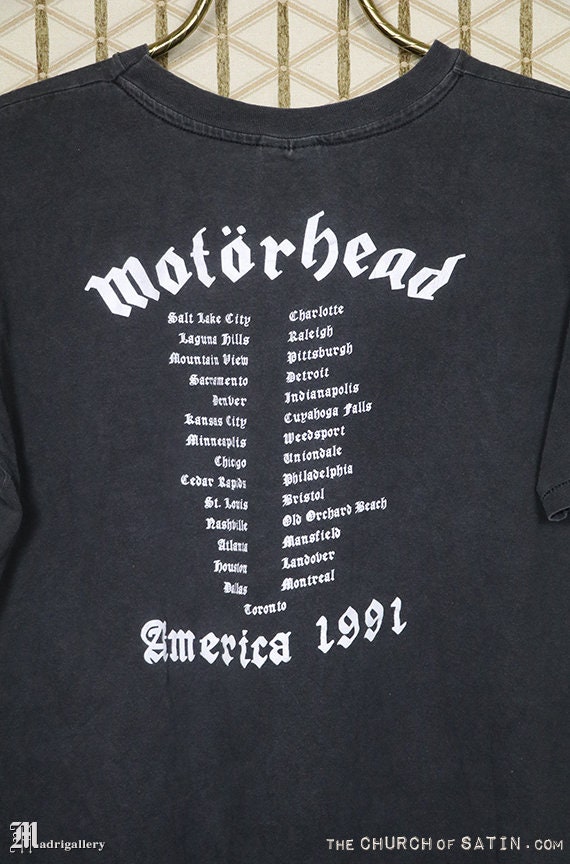 motörhead
Salt Lake City
Laguna Hills
Mountain View
Sacramento
Denver
Kansas City
Minneaplis
Chicgo
Cedar Rapids
St. Louis
Nashville
Atlanta
Houston
Dallas
Charlotte
Raleigh
Pittsburgh
Detroit
Indianapolis
Cuyahoga Falls
Weedsport
Uniondale
Philadelphia
Bristol
Old Orchard Beach
Mansfield
Landover
Montreal
Toronto
America 1991
Madrigallery
THE CHURCH OF SATIN . COM